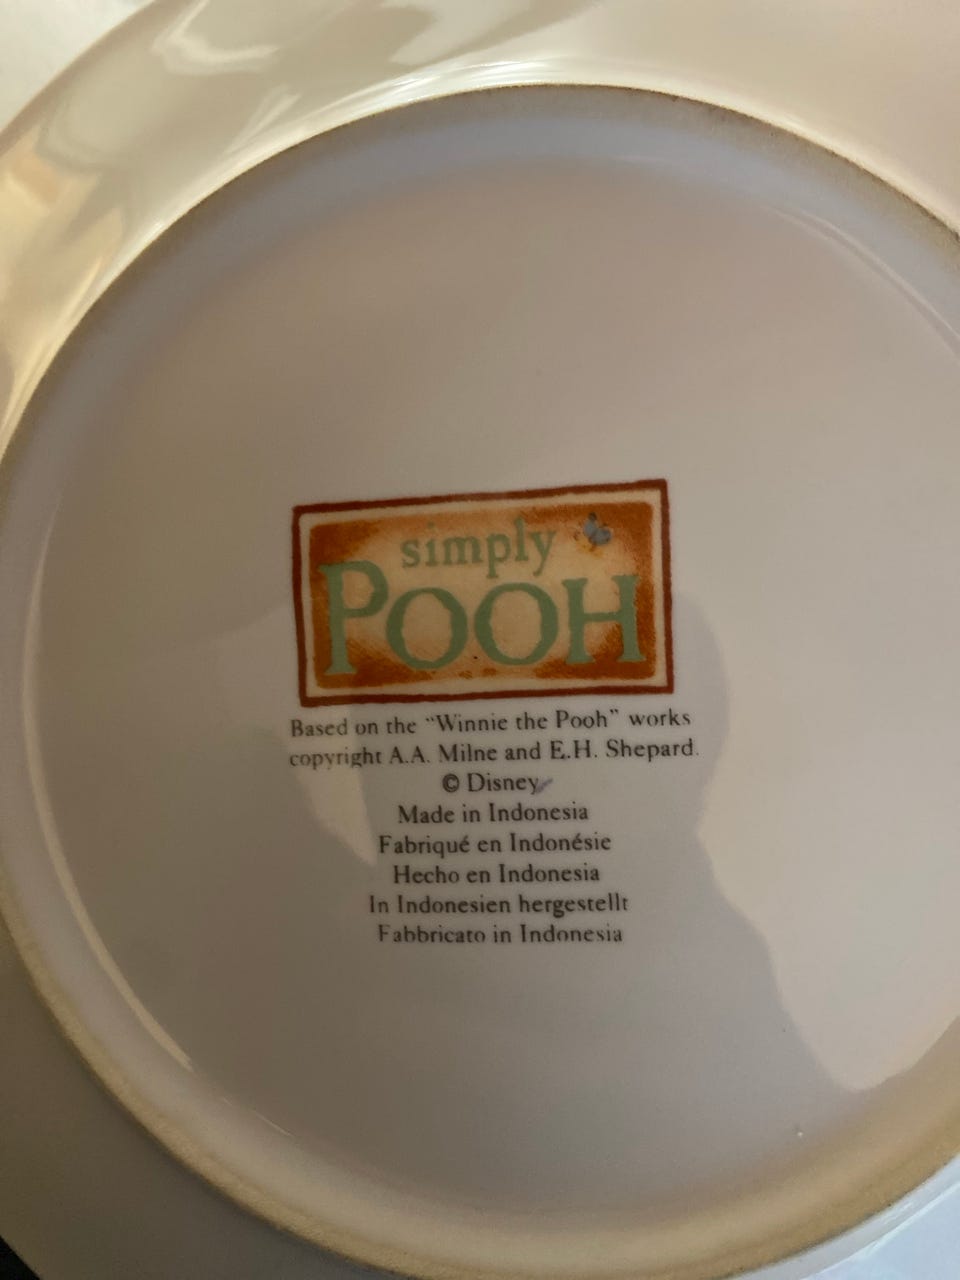 simply
POOH
Based on the “Winnie the Pooh” works
copyright A.A. Milne and E.H. Shepard.
© Disney
Made in Indonesia
Fabriqué en Indonésie
Hecho en Indonesia
In Indonesien hergestellt
Fabbricato in Indonesia